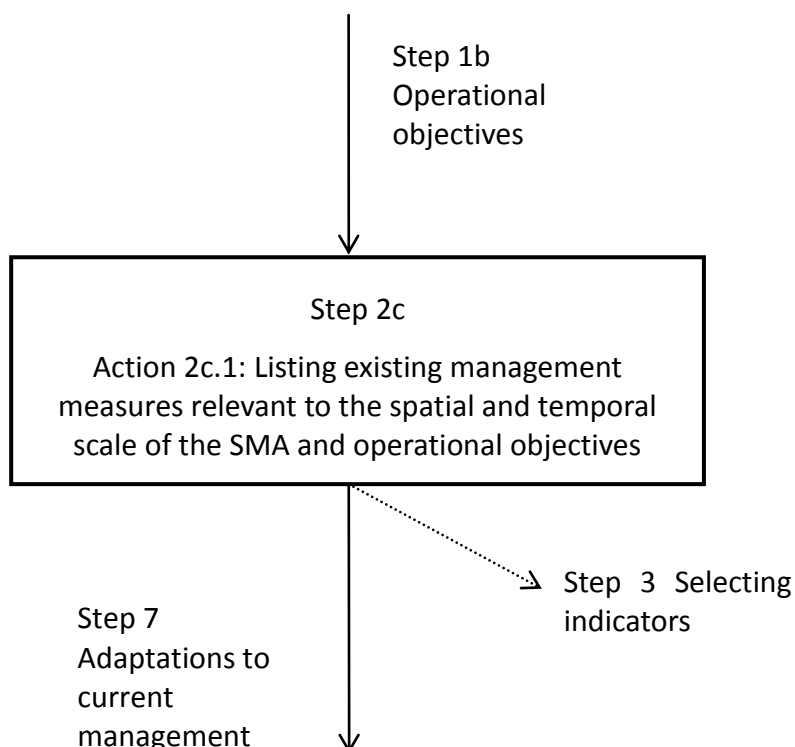 Step 1b
Operational
objectives
Step 2c
Action 2c.1: Listing existing management
measures relevant to the spatial and temporal
scale of the SMA and operational objectives
Step 3 Selecting
indicators
Step 7
Adaptations to
current
management